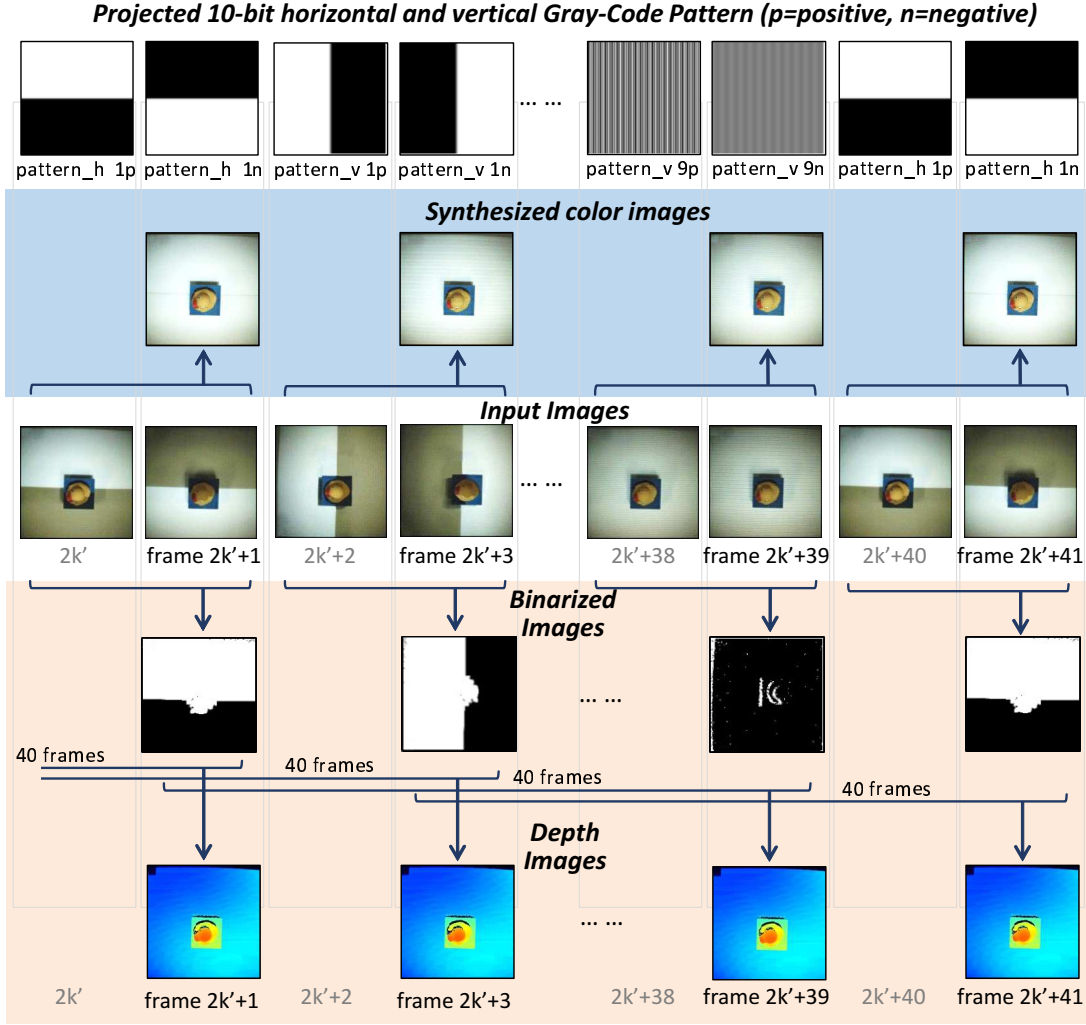 Projected 10-bit horizontal and vertical Gray-Code Pattern (p=positive, n=negative)
... ...
pattern_h 1p pattern_h 1n pattern_v 1p pattern_v 1n pattern_v 9p pattern_v 9n pattern_h 1p pattern_h 1n
Synthesized color images
Input Images
... ...
2k' frame 2k'+1 2k'+2 frame 2k'+3 2k'+38 frame 2k'+39 2k'+40 frame 2k'+41
Binarized
Images
... ...
40 frames
40 frames
40 frames
40 frames
Depth
Images
... ...
2k' frame 2k'+1 2k'+2 frame 2k'+3 2k'+38 frame 2k'+39 2k'+40 frame 2k'+41